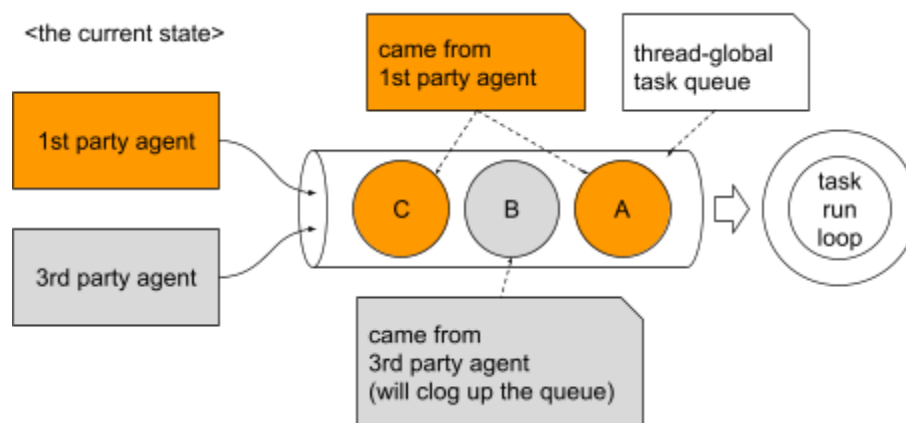 <the current state>
came from
1st party agent
thread-global
task queue
1st party agent
3rd party agent
C
B
A
task
run
loop
came from
3rd party agent
(will clog up the queue)